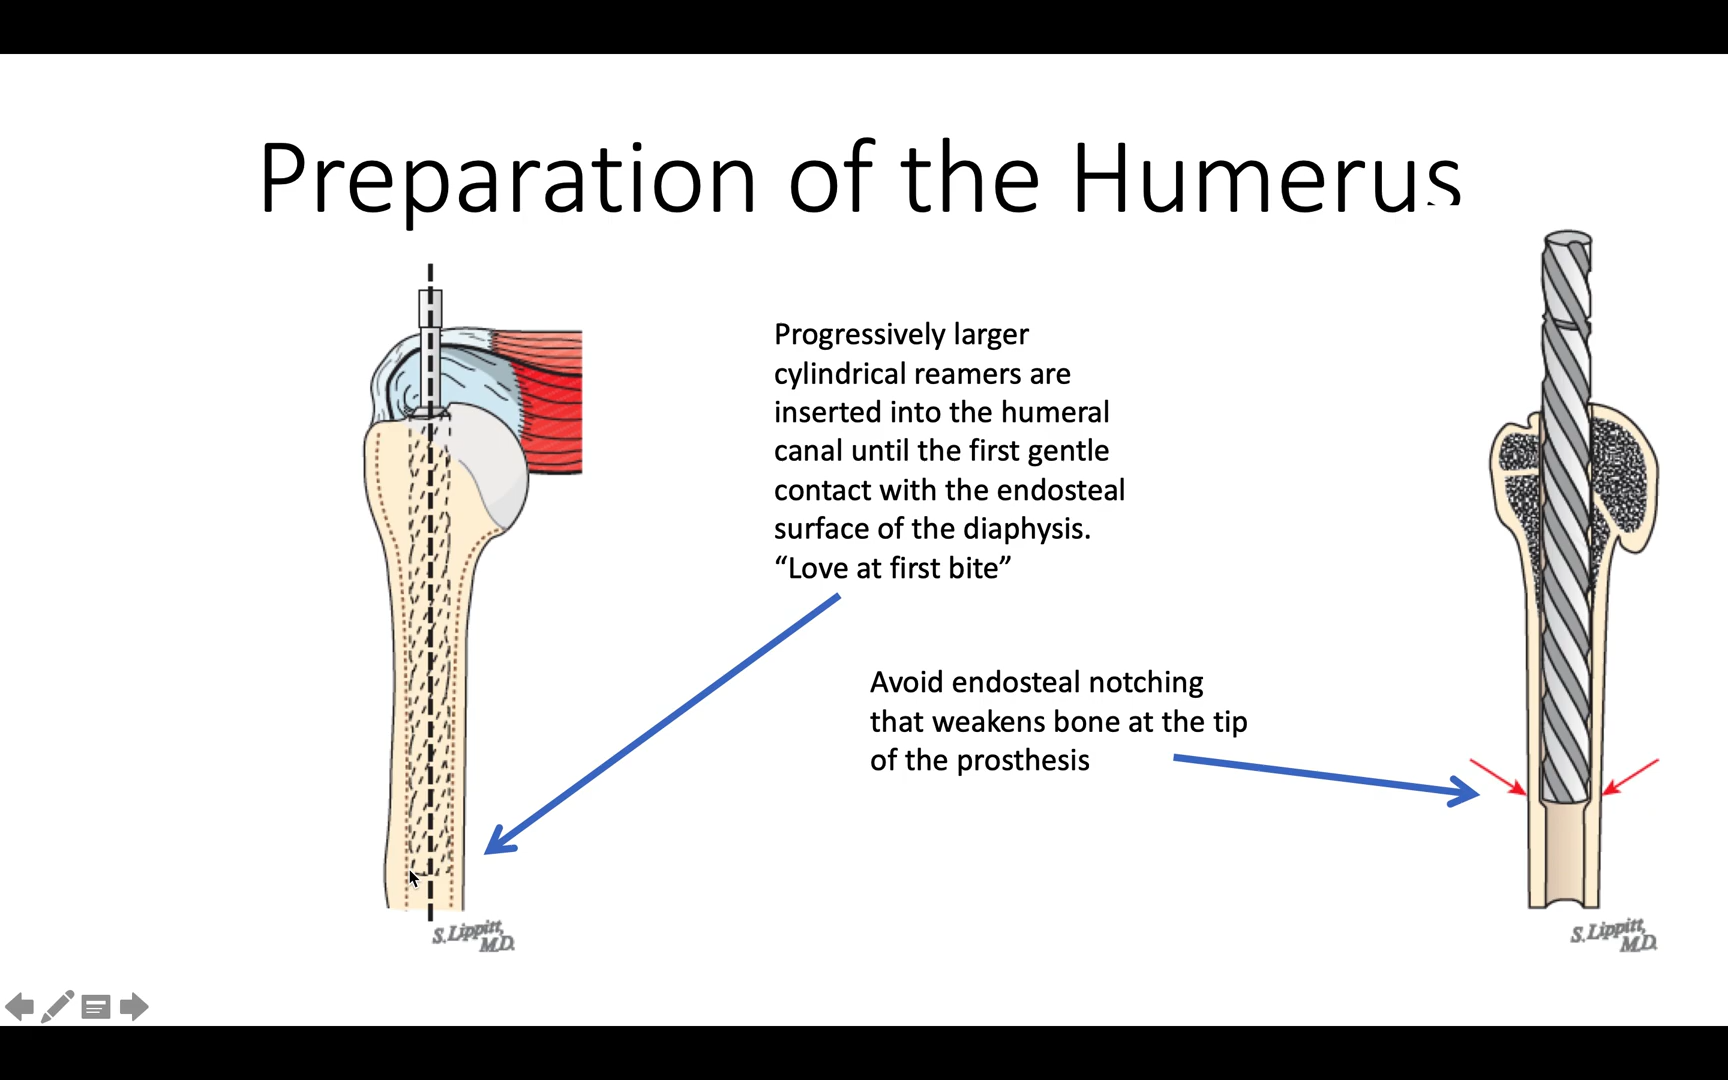 Preparation of the Humerus
Progressively larger
cylindrical reamers are
inserted into the humeral
canal until the first gentle
contact with the endosteal
surface of the diaphysis.
“Love at first bite”
Avoid endosteal notching
that weakens bone at the tip
of the prosthesis
S. Lippitt,
M.D.
S. Lippitt,
M.D.